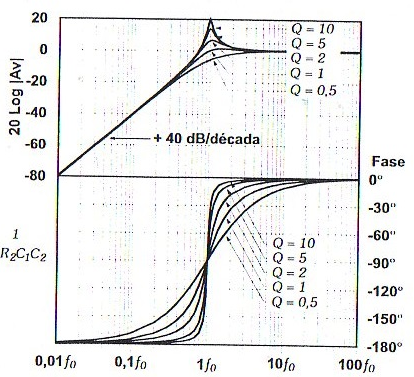 20 Log |Av|
20
0
-20
-40
-60
-80
Q = 10
Q = 5
Q = 2
Q = 1
Q = 0,5
+ 40 dB/década
Fase
0°
-30°
-60°
-90°
-120°
-150°
-180°
1
R₂C₁C₂
Q = 10
Q = 5
Q = 2
Q = 1
Q = 0,5
0,01f₀ 0,1f₀ 1f₀ 10f₀ 100f₀